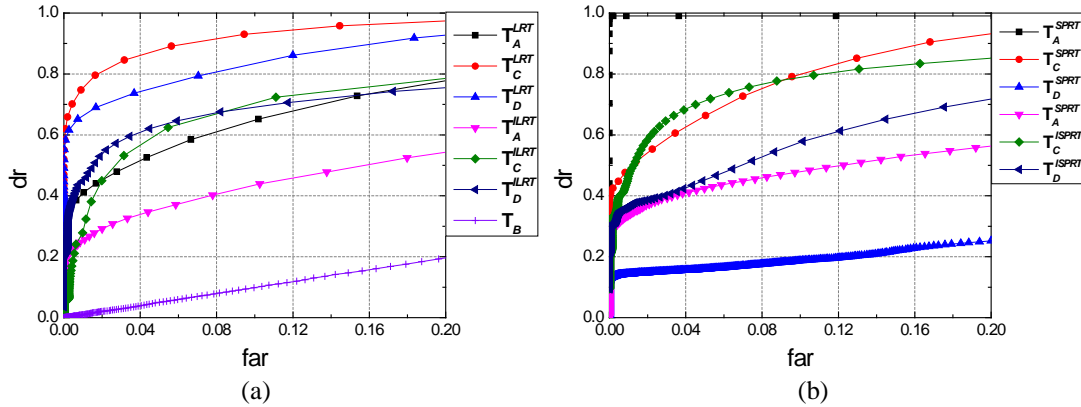 dr
1.0
0.8
0.6
0.4
0.2
0.0
0.00 0.04 0.08 0.12 0.16 0.20
far
T_A^{LRT}
T_C^{LRT}
T_D^{LRT}
T_A^{ILRT}
T_C^{ILRT}
T_D^{ILRT}
T_B
(a)
dr
1.0
0.8
0.6
0.4
0.2
0.0
0.00 0.04 0.08 0.12 0.16 0.20
far
T_A^{SPRT}
T_C^{SPRT}
T_D^{SPRT}
T_A^{SPRT}
T_C^{ISPRT}
T_D^{ISPRT}
(b)